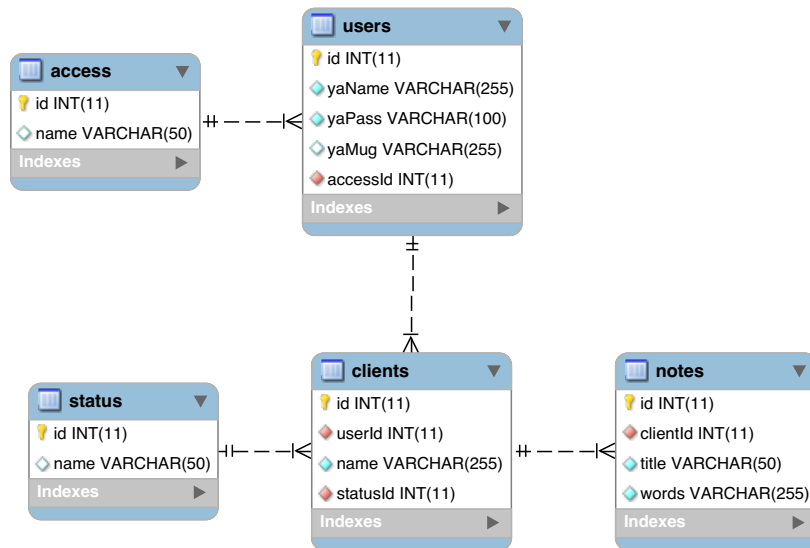 users
id INT(11)
yaName VARCHAR(255)
yaPass VARCHAR(100)
yaMug VARCHAR(255)
accessId INT(11)
Indexes
access
id INT(11)
name VARCHAR(50)
Indexes
clients
id INT(11)
userId INT(11)
name VARCHAR(255)
statusId INT(11)
Indexes
notes
id INT(11)
clientId INT(11)
title VARCHAR(50)
words VARCHAR(255)
Indexes
status
id INT(11)
name VARCHAR(50)
Indexes